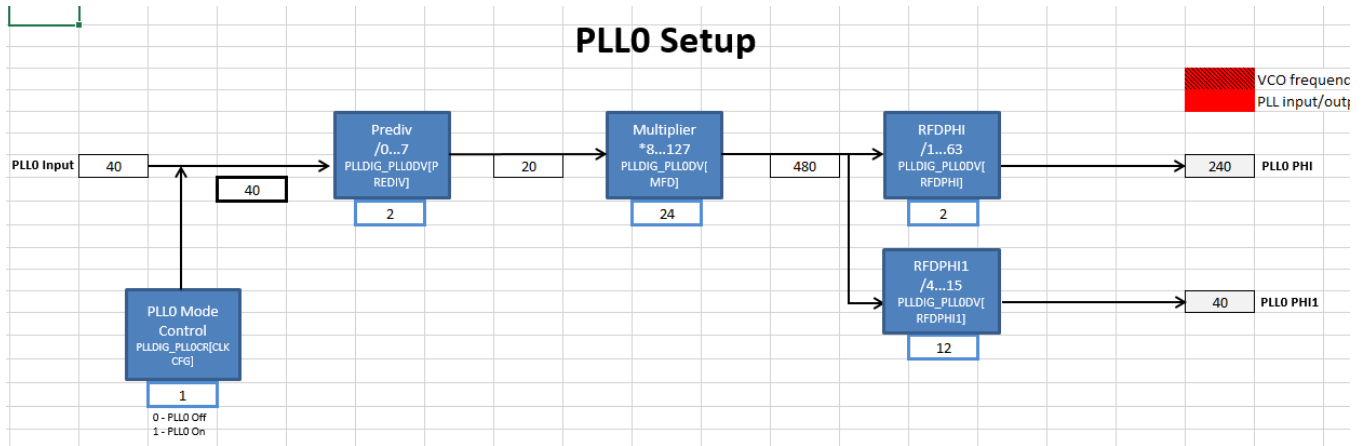 PLL0 Setup
VCO frequenc
PLL input/outp
PLL0 Input
40
40
Prediv
/0...7
PLLDIG_PLL0DV[P
REDIV]
2
20
Multiplier
*8...127
PLLDIG_PLL0DV[
MFD]
24
480
RFDPHI
/1...63
PLLDIG_PLL0DV[
RFDPHI]
2
240
PLL0 PHI
RFDPHI1
/4...15
PLLDIG_PLL0DV[
RFDPHI1]
12
40
PLL0 PHI1
PLL0 Mode
Control
PLLDIG_PLL0CR[CLK
CFG]
1
0 - PLL0 Off
1 - PLL0 On